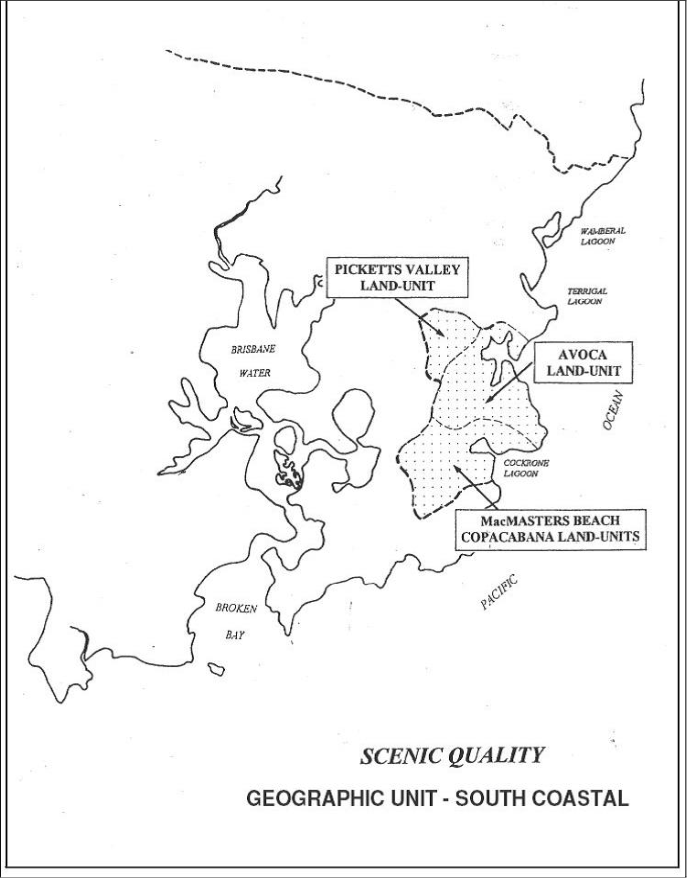 WAMBERAL
LAGOON
PICKETTS VALLEY
LAND-UNIT
TERRIGAL
LAGOON
BRISBANE
WATER
AVOCA
LAND-UNIT
OCEAN
COCKRONE
LAGOON
MacMASTERS BEACH
COPACABANA LAND-UNITS
PACIFIC
BROKEN
BAY
SCENIC QUALITY
GEOGRAPHIC UNIT - SOUTH COASTAL